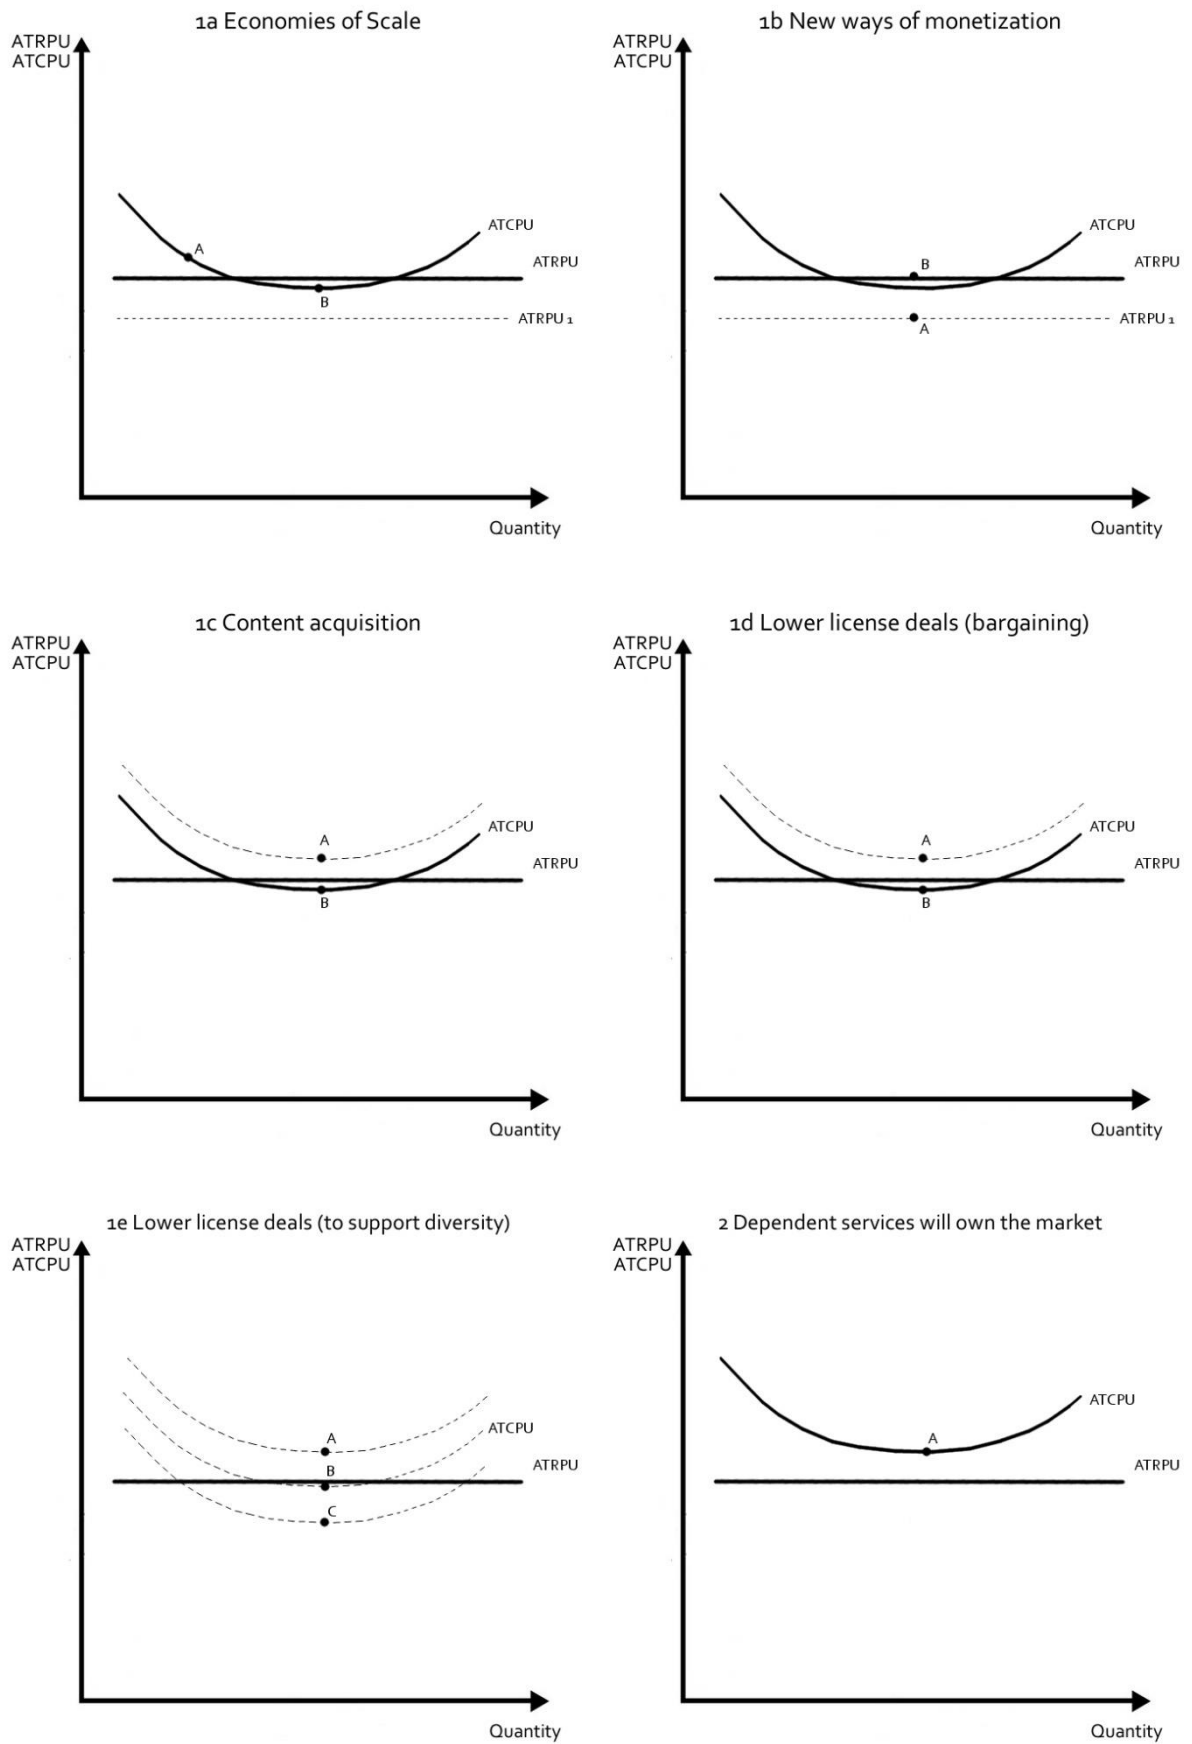 1a Economies of Scale
ATRPU
ATCPU
A
ATCPU
ATRPU
B
ATRPU 1
Quantity
1b New ways of monetization
ATRPU
ATCPU
ATCPU
B
ATRPU
ATRPU 1
A
Quantity
1c Content acquisition
ATRPU
ATCPU
A
ATCPU
ATRPU
B
Quantity
1d Lower license deals (bargaining)
ATRPU
ATCPU
A
ATCPU
ATRPU
B
Quantity
1e Lower license deals (to support diversity)
ATRPU
ATCPU
A
ATCPU
B
ATRPU
C
Quantity
2 Dependent services will own the market
ATRPU
ATCPU
ATCPU
A
ATRPU
Quantity